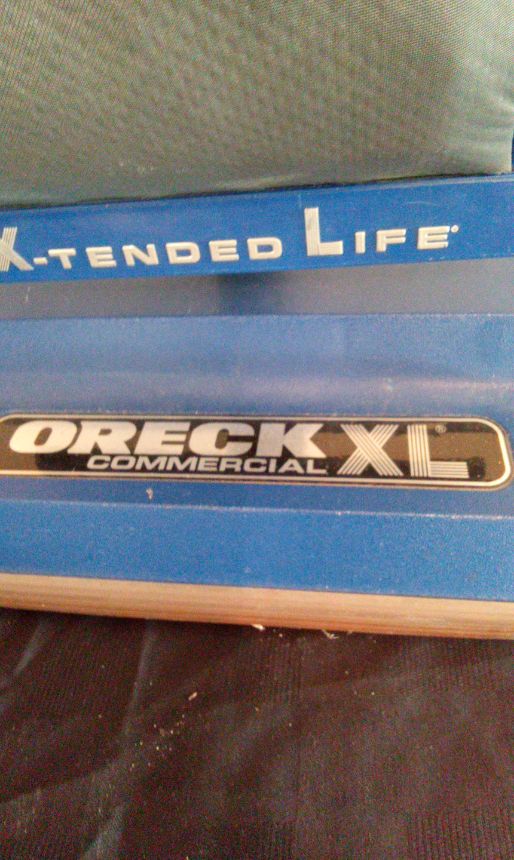 X-TENDED LIFE®
ORECK XL®
COMMERCIAL